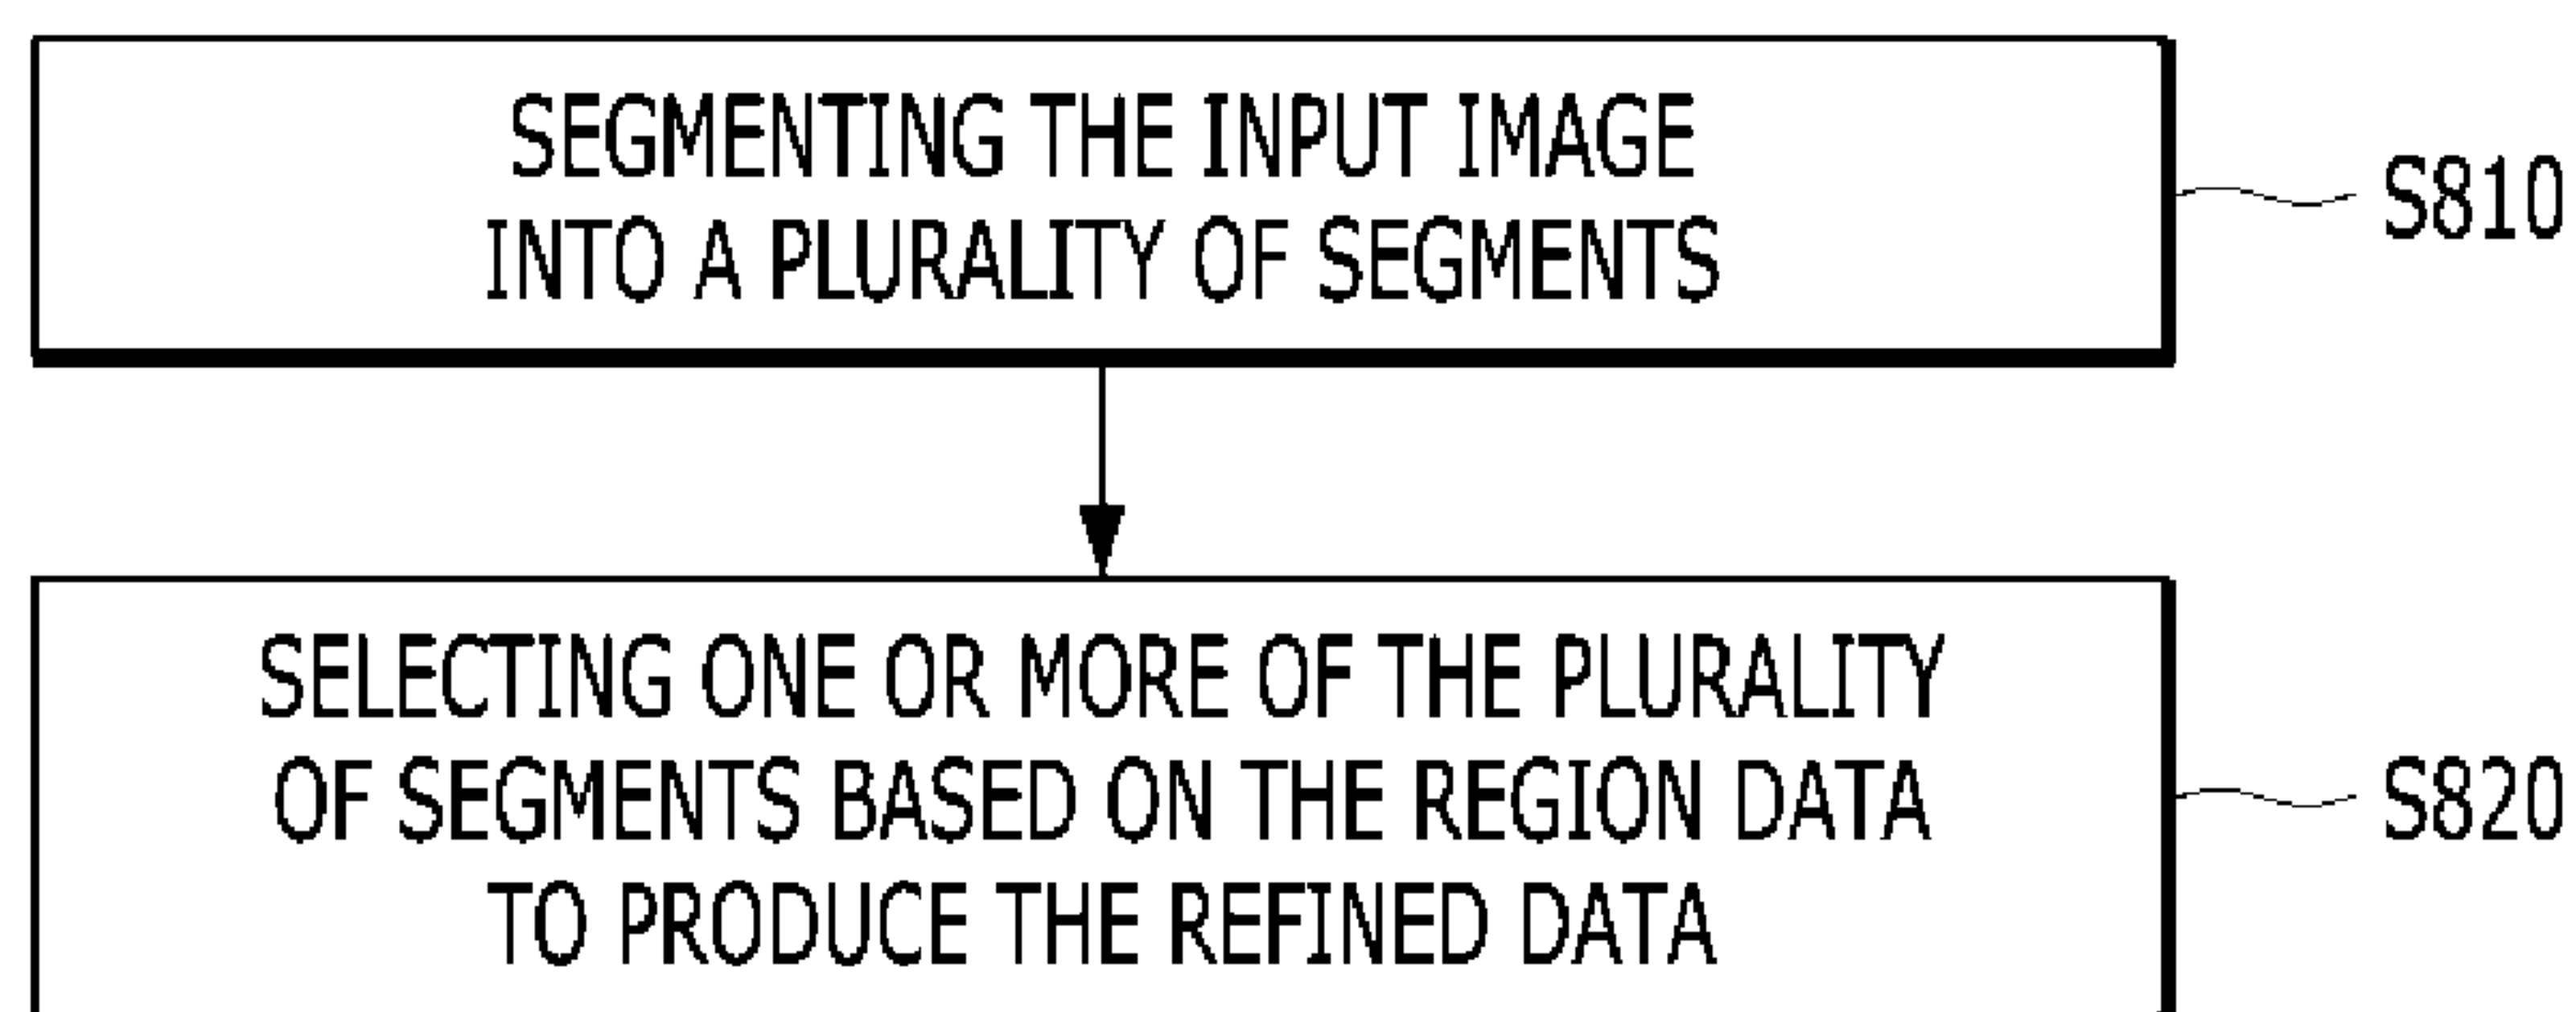 SEGMENTING THE INPUT IMAGE
INTO A PLURALITY OF SEGMENTS
S810
SELECTING ONE OR MORE OF THE PLURALITY
OF SEGMENTS BASED ON THE REGION DATA
TO PRODUCE THE REFINED DATA
S820